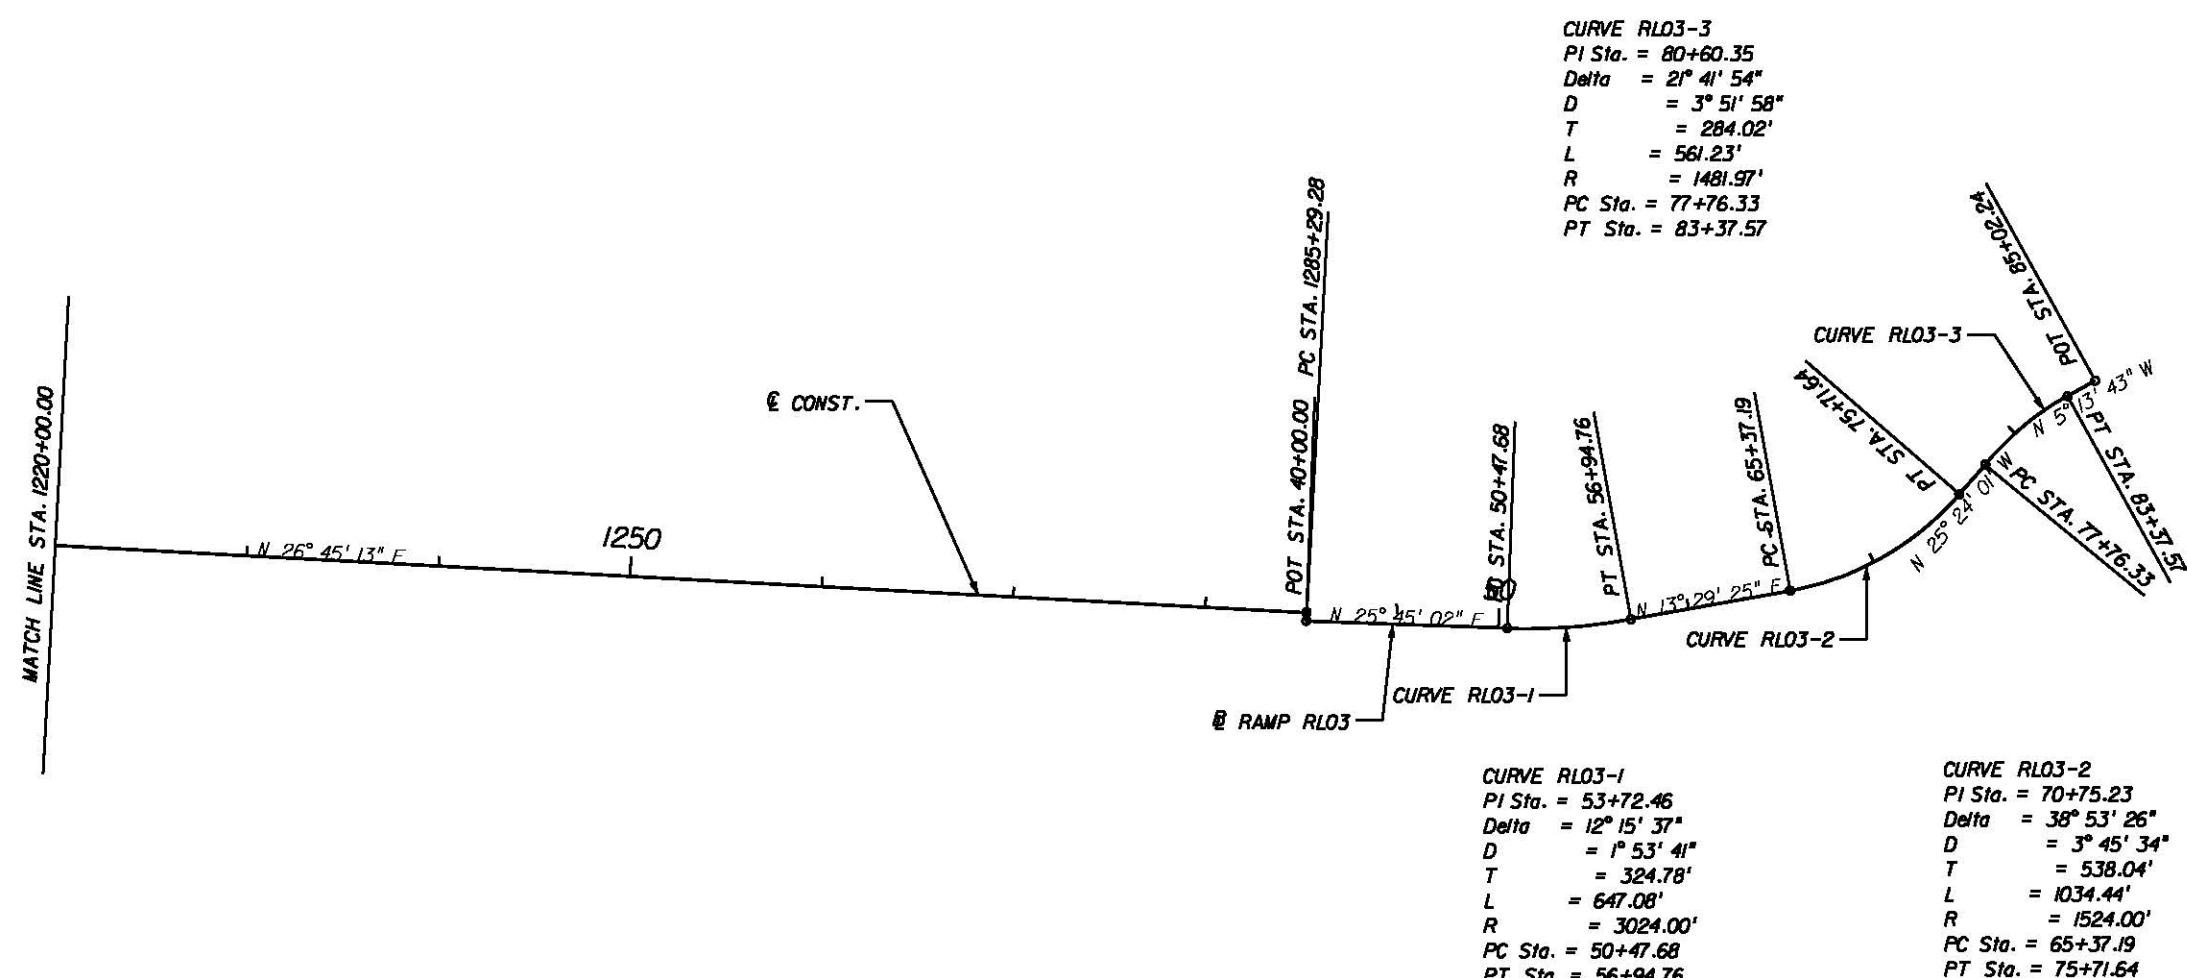 CURVE RL03-3
PI Sta. = 80+60.35
Delta = 21° 41' 54"
D = 3° 51' 58"
T = 284.02'
L = 561.23'
R = 1481.97'
PC Sta. = 77+76.33
PT Sta. = 83+37.57
MATCH LINE STA. 1220+00.00
N 26° 45' 13" E
1250
℄ CONST.
POT STA. 40+00.00 PC STA. 1285+29.28
N 25° 45' 02" E
STA. 50+47.68
PT STA. 56+94.76
N 13° 29' 25" E
PC STA. 65+37.19
PT STA. 75+71.64
N 25° 24' 01" W
PC STA. 77+76.33
CURVE RL03-3
N 5° 13' 43" W
PT STA. 83+37.57
POT STA. 85+02.24
CURVE RL03-2
CURVE RL03-1
RAMP RL03
CURVE RL03-1
PI Sta. = 53+72.46
Delta = 12° 15' 37"
D = 1° 53' 41"
T = 324.78'
L = 647.08'
R = 3024.00'
PC Sta. = 50+47.68
PT Sta. = 56+94.76
CURVE RL03-2
PI Sta. = 70+75.23
Delta = 38° 53' 26"
D = 3° 45' 34"
T = 538.04'
L = 1034.44'
R = 1524.00'
PC Sta. = 65+37.19
PT Sta. = 75+71.64